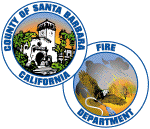 COUNTY OF SANTA BARBARA
CALIFORNIA
FIRE
DEPARTMENT